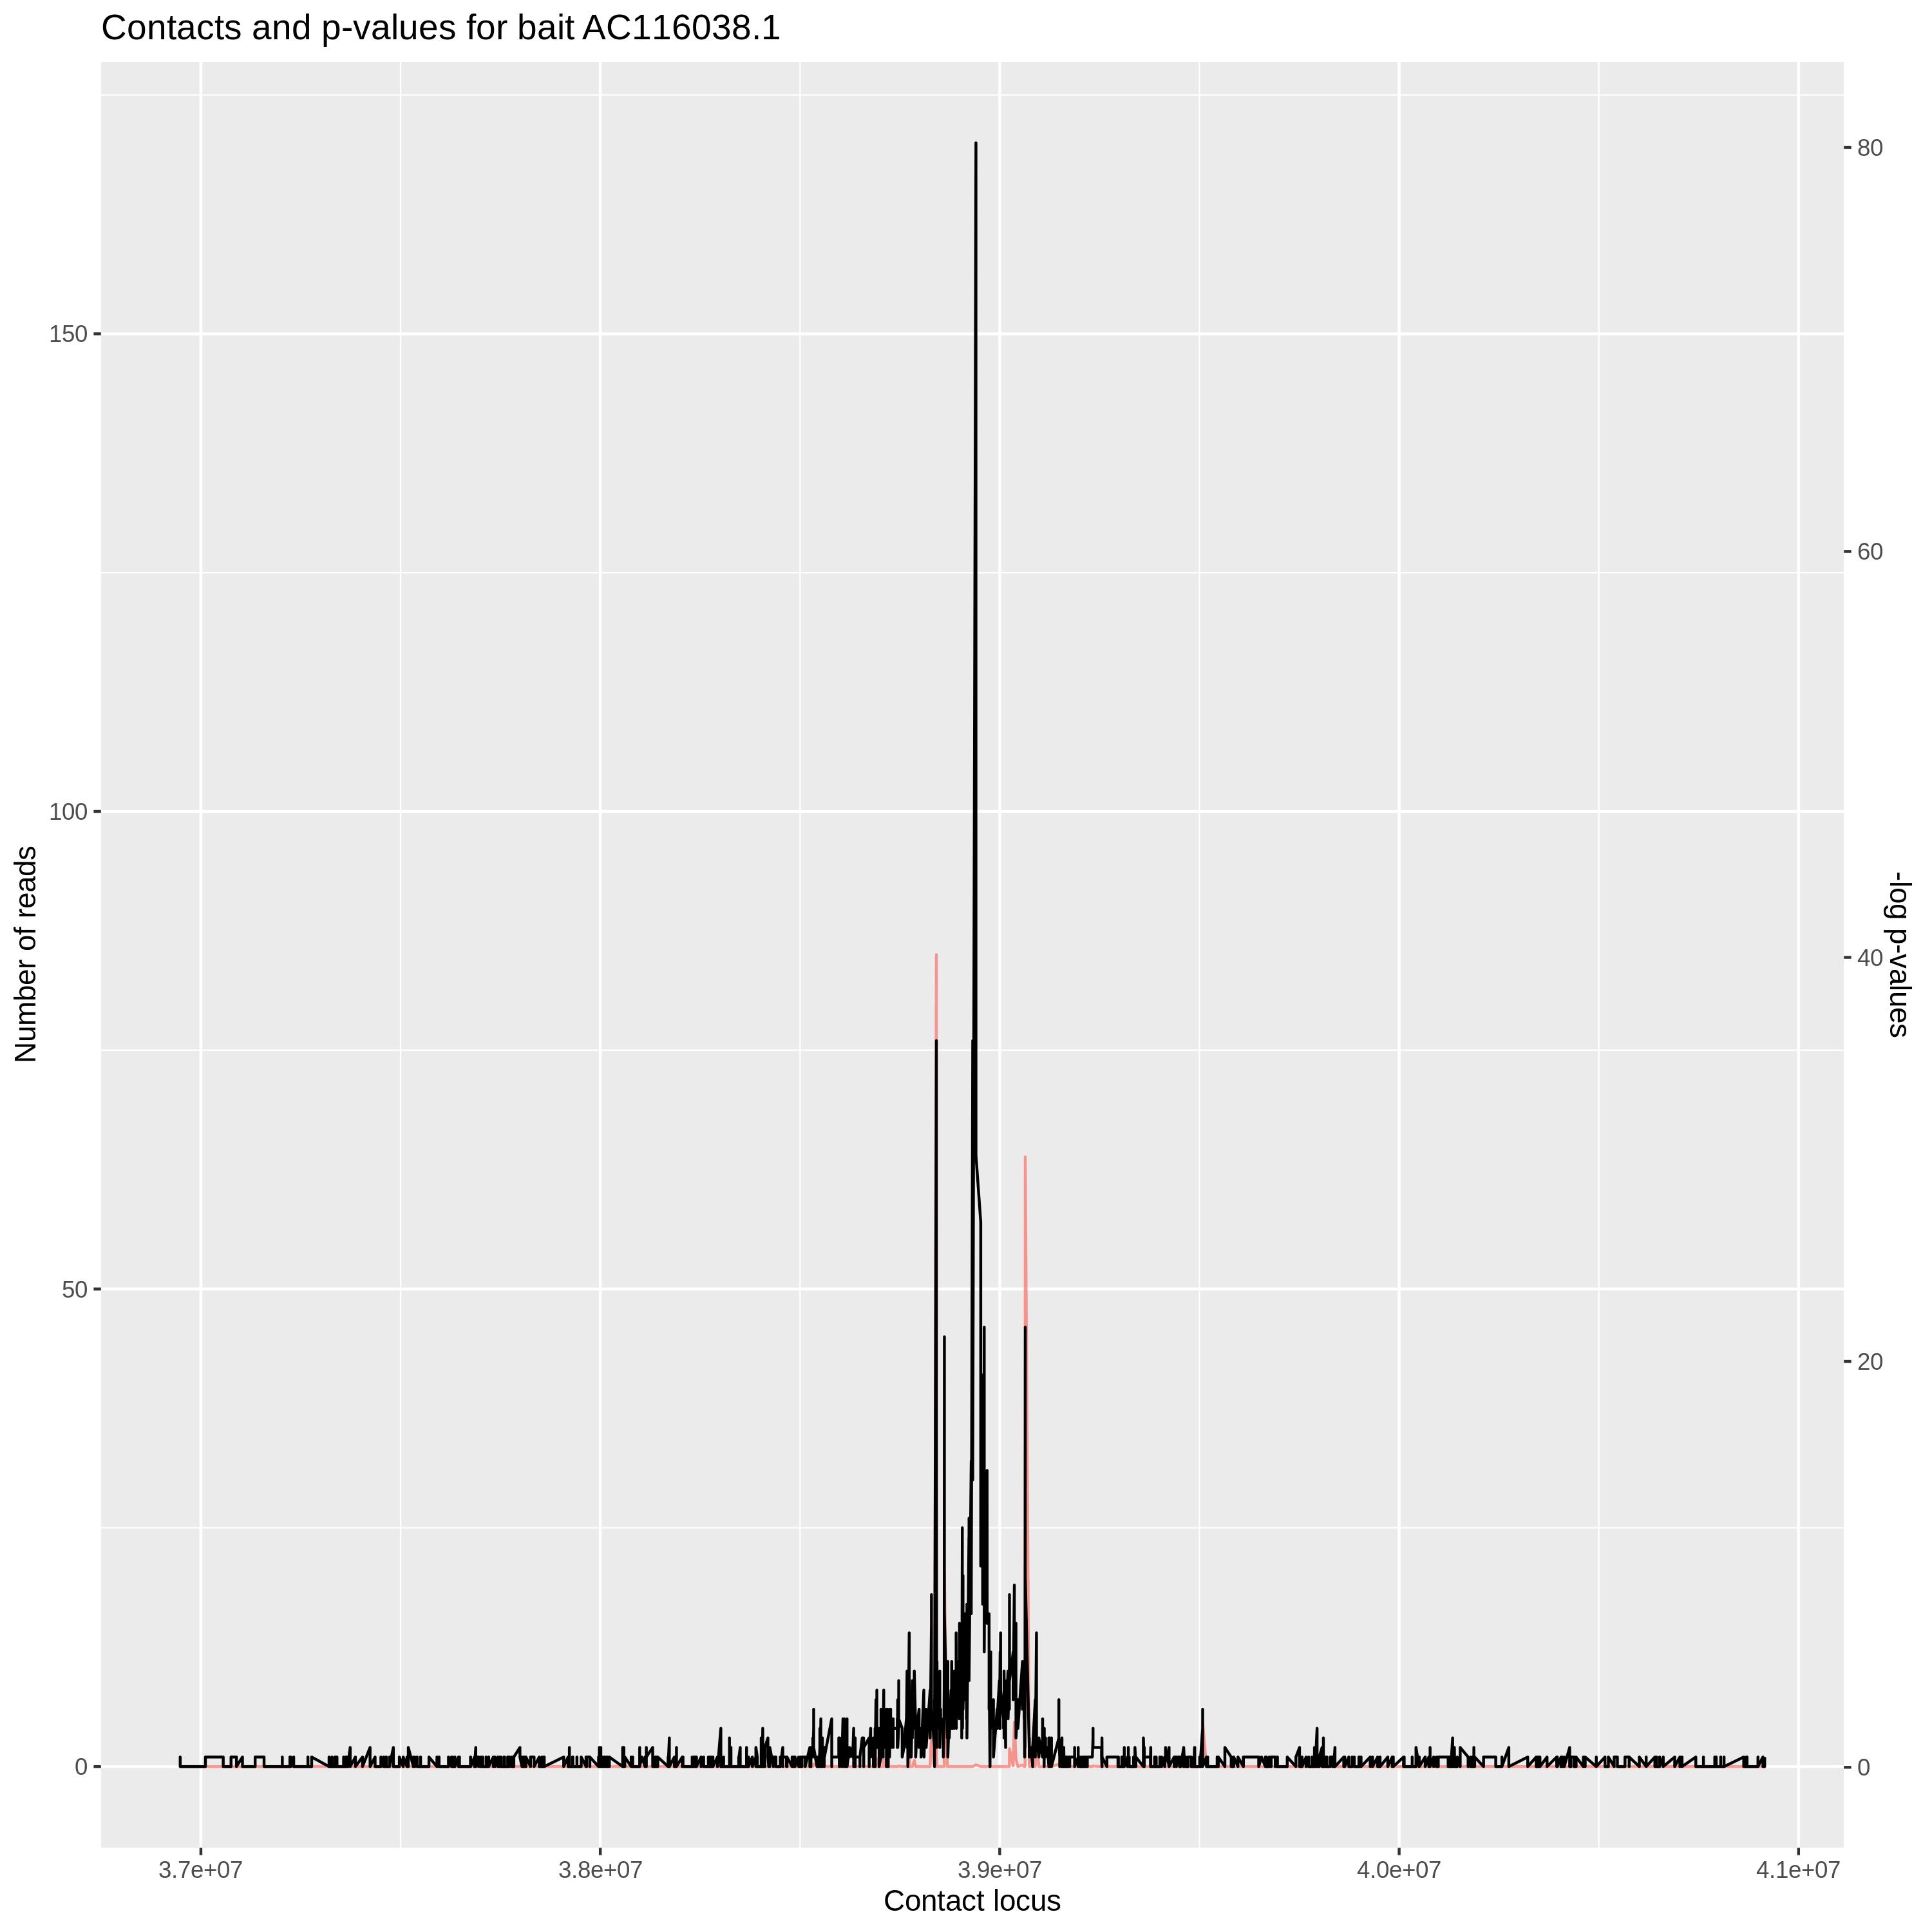 Contacts and p-values for bait AC116038.1
150
100
50
0
80
60
40
20
0
Number of reads
-log p-values
3.7e+07
3.8e+07
3.9e+07
4.0e+07
4.1e+07
Contact locus